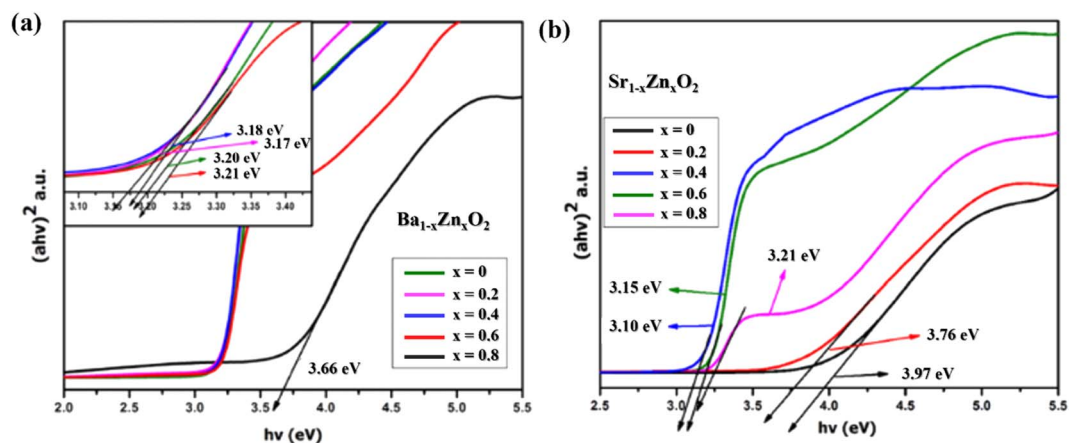 (a)
(ahv)² a.u.
3.18 eV
3.17 eV
3.20 eV
3.21 eV
3.10 3.15 3.20 3.25 3.30 3.35 3.40
Ba1-xZnxO2
x = 0
x = 0.2
x = 0.4
x = 0.6
x = 0.8
3.66 eV
2.0 2.5 3.0 3.5 4.0 4.5 5.0 5.5
hv (eV)
(b)
(ahv)² a.u.
Sr1-xZnxO2
x = 0
x = 0.2
x = 0.4
x = 0.6
x = 0.8
3.21 eV
3.15 eV
3.10 eV
3.76 eV
3.97 eV
2.5 3.0 3.5 4.0 4.5 5.0 5.5
hv (eV)